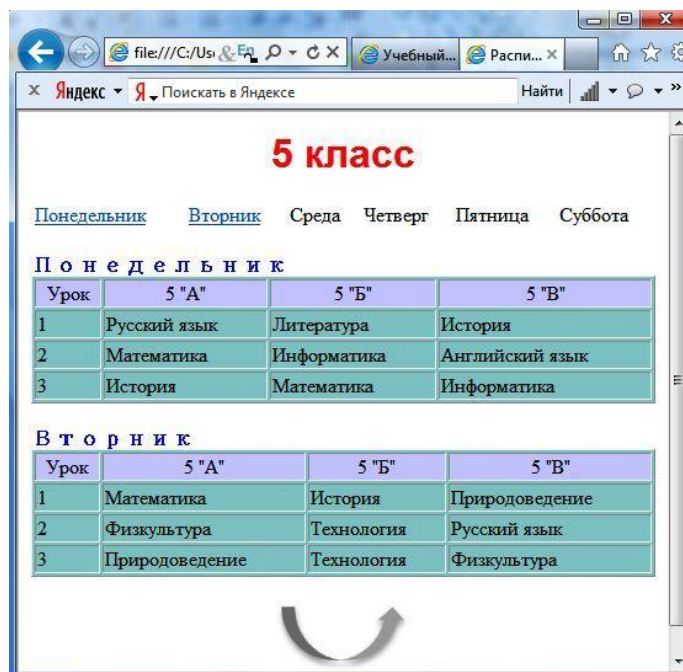 file:///C:/Us Учебный... Распи...
Яндекс Я Поискать в Яндексе Найти
5 класс
Понедельник Вторник Среда Четверг Пятница Суббота
Понедельник
Урок 5 "А" 5 "Б" 5 "В"
1 Русский язык Литература История
2 Математика Информатика Английский язык
3 История Математика Информатика
Вторник
Урок 5 "А" 5 "Б" 5 "В"
1 Математика История Природоведение
2 Физкультура Технология Русский язык
3 Природоведение Технология Физкультура